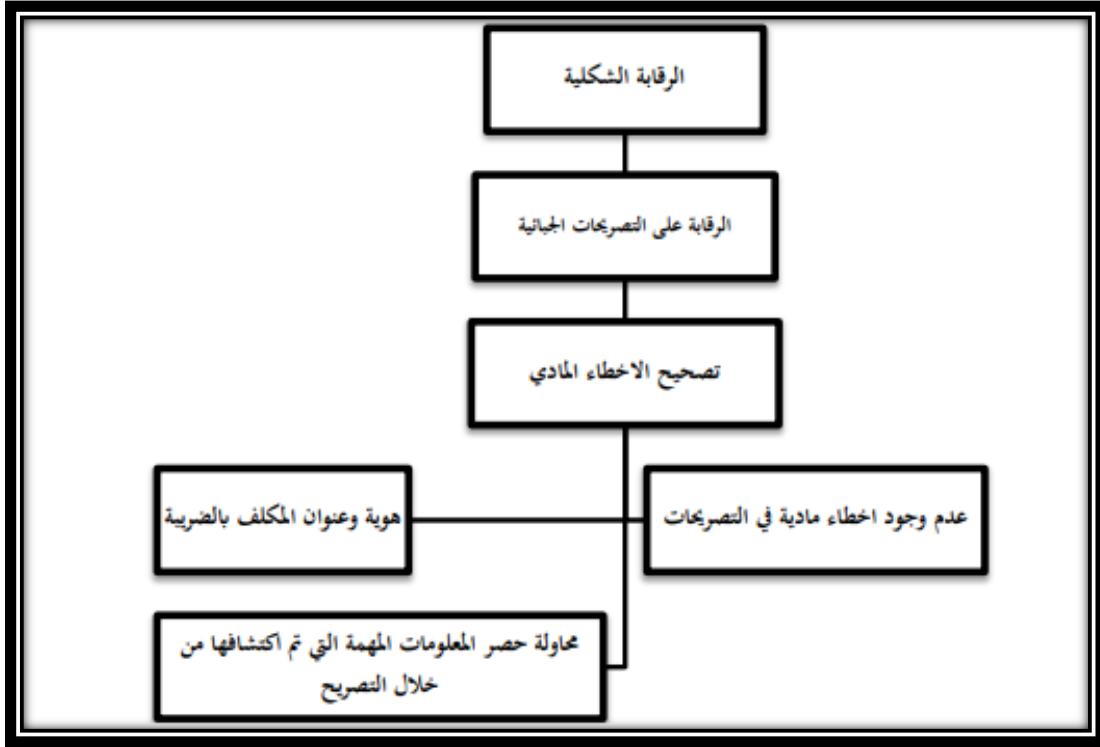 الرقابة الشكلية
الرقابة على التصريحات الجبائية
تصحيح الاخطاء المادي
عدم وجود اخطاء مادية في التصريحات
هوية وعنوان المكلف بالضريبة
محاولة حصر المعلومات المهمة التي تم اكتشافها من
خلال التصريح